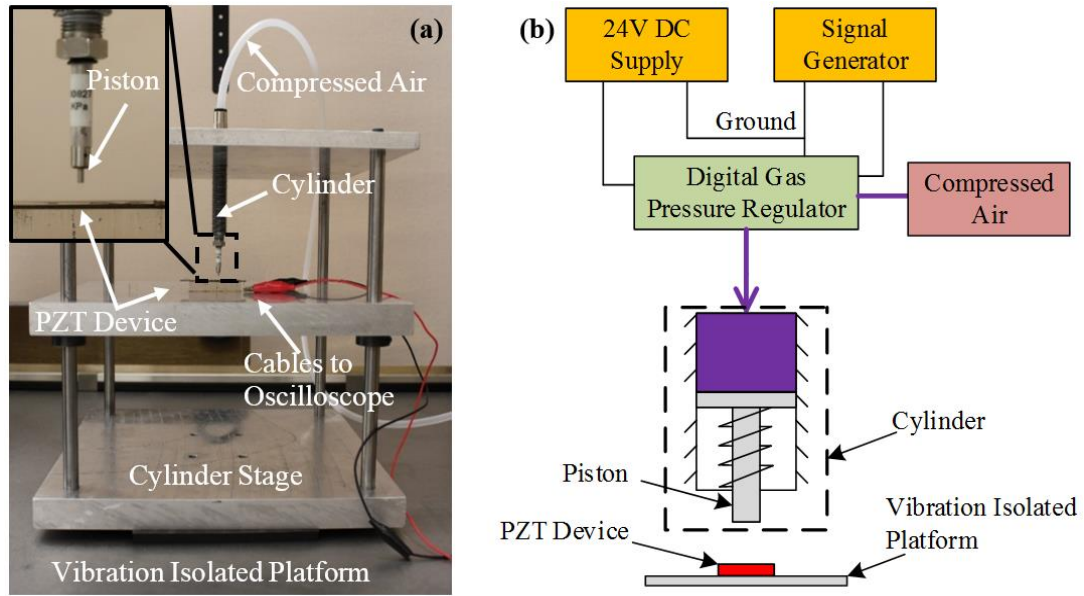 (a)
Piston
Compressed Air
Cylinder
PZT Device
Cables to
Oscilloscope
Cylinder Stage
Vibration Isolated Platform
(b)
24V DC
Supply
Signal
Generator
Ground
Digital Gas
Pressure Regulator
Compressed
Air
Cylinder
Piston
PZT Device
Vibration Isolated
Platform